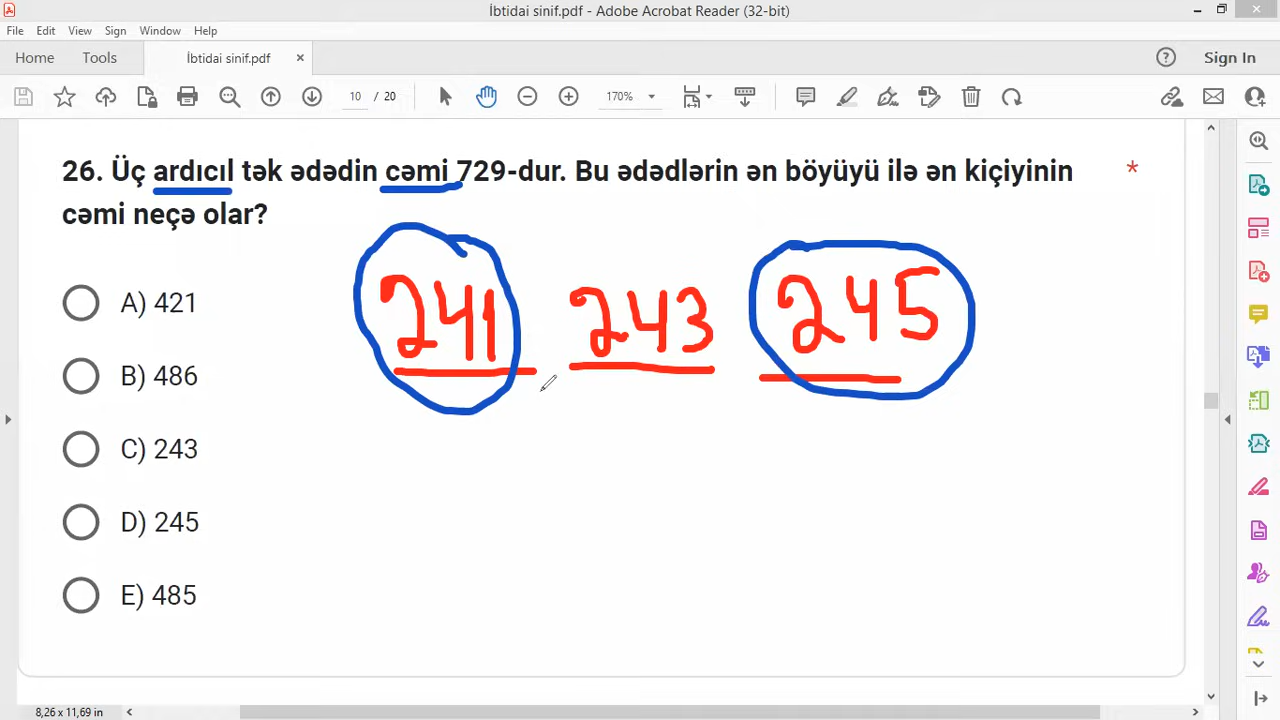 İbtidai sinif.pdf - Adobe Acrobat Reader (32-bit)
File Edit View Sign Window Help
Home Tools İbtidai sinif.pdf × Sign In
10 / 20 170%
26. Üç ardıcıl tək ədədin cəmi 729-dur. Bu ədədlərin ən böyüyü ilə ən kiçiyinin *
cəmi neçə olar?
241 243 245
A) 421
B) 486
C) 243
D) 245
E) 485
8,26 x 11,69 in